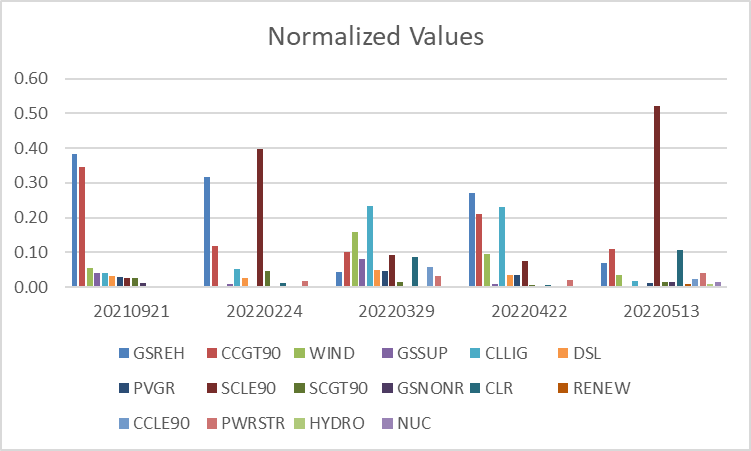 Normalized Values
0.60
0.50
0.40
0.30
0.20
0.10
0.00
20210921 20220224 20220329 20220422 20220513
GSREH CCGT90 WIND GSSUP CLLIG DSL
PVGR SCLE90 SCGT90 GSNONR CLR RENEW
CCLE90 PWRSTR HYDRO NUC